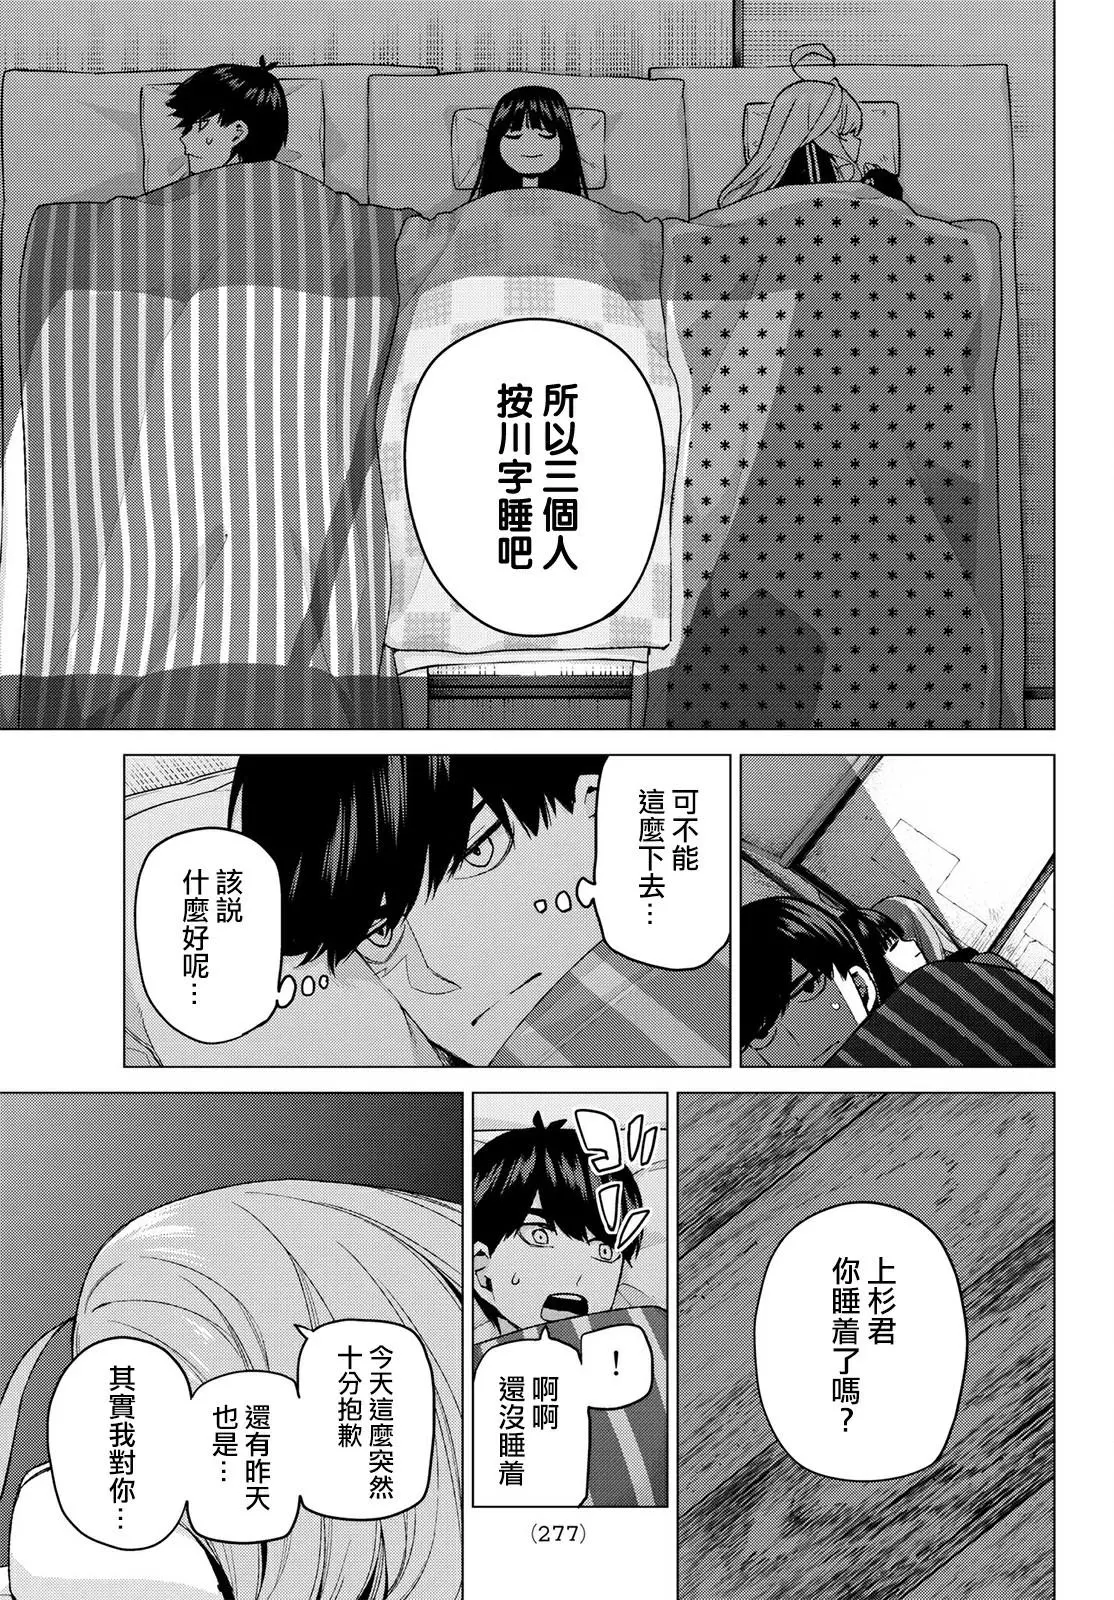 所以三個人
按川字睡吧
可不能
這麼下去…
該說
什麼好呢…
上杉君
你睡着了嗎？
！
啊啊
還沒睡着
今天這麼突然
十分抱歉
還有昨天
也是…
其實我對你…
（277）